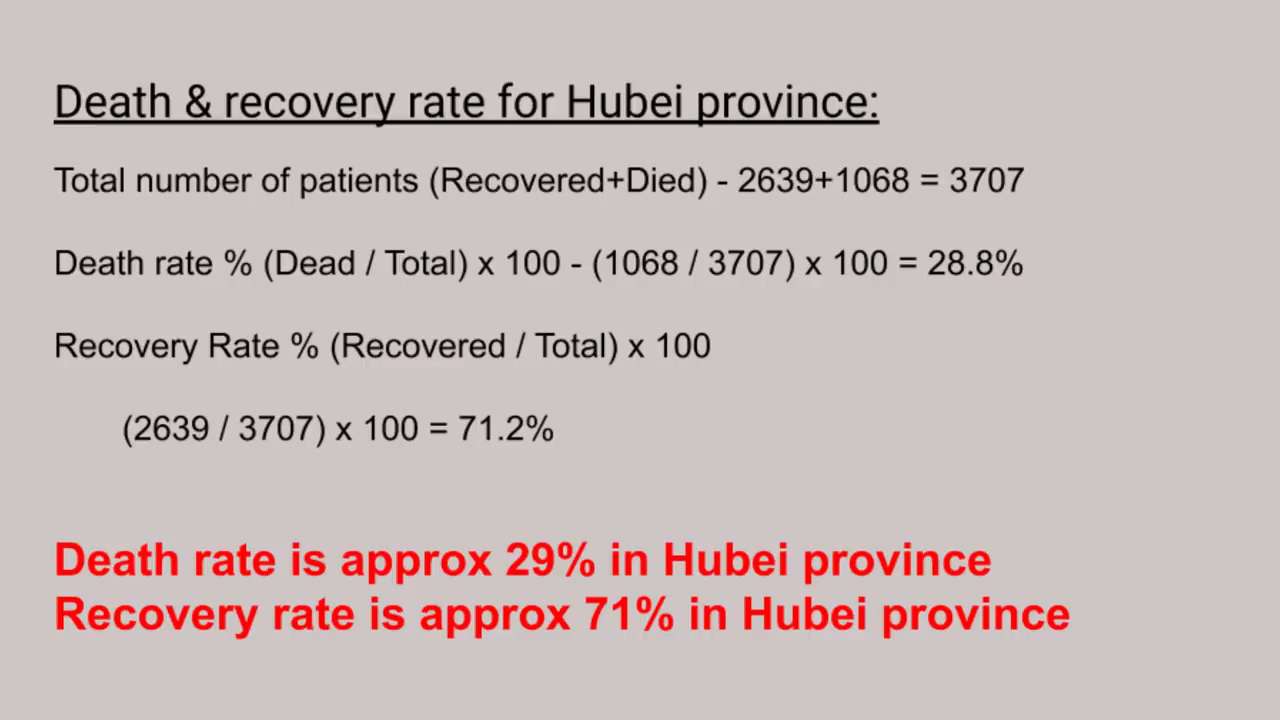 Death & recovery rate for Hubei province:
Total number of patients (Recovered+Died) - 2639+1068 = 3707
Death rate % (Dead / Total) x 100 - (1068 / 3707) x 100 = 28.8%
Recovery Rate % (Recovered / Total) x 100
(2639 / 3707) x 100 = 71.2%
Death rate is approx 29% in Hubei province
Recovery rate is approx 71% in Hubei province